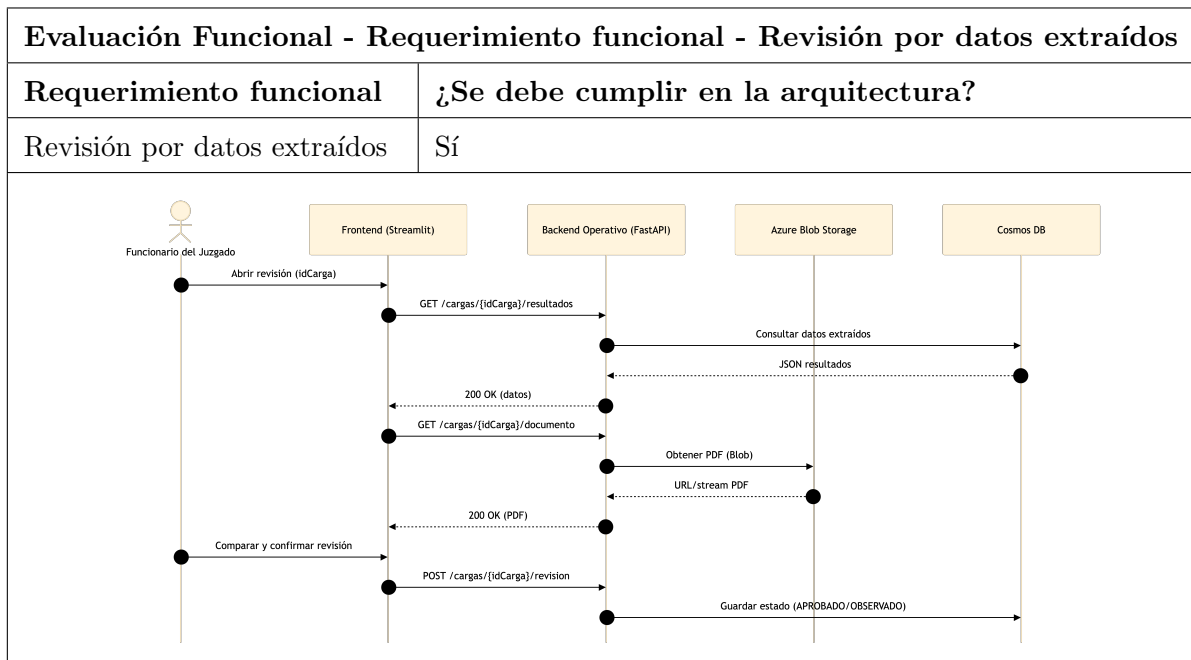 Evaluación Funcional - Requerimiento funcional - Revisión por datos extraídos
Requerimiento funcional ¿Se debe cumplir en la arquitectura?
Revisión por datos extraídos Sí
Funcionario del Juzgado
Frontend (Streamlit)
Backend Operativo (FastAPI)
Azure Blob Storage
Cosmos DB
Abrir revisión (idCarga)
GET /cargas/{idCarga}/resultados
Consultar datos extraídos
JSON resultados
200 OK (datos)
GET /cargas/{idCarga}/documento
Obtener PDF (Blob)
URL/stream PDF
200 OK (PDF)
Comparar y confirmar revisión
POST /cargas/{idCarga}/revision
Guardar estado (APROBADO/OBSERVADO)